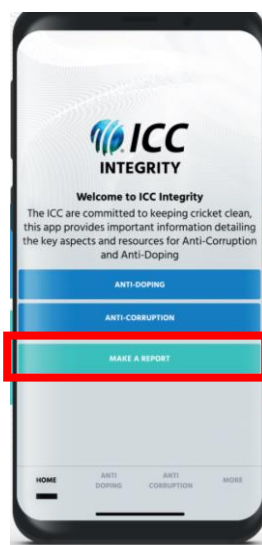 ICC
INTEGRITY
Welcome to ICC Integrity
The ICC are committed to keeping cricket clean,
this app provides important information detailing
the key aspects and resources for Anti-Corruption
and Anti-Doping
ANTI-DOPING
ANTI-CORRUPTION
MAKE A REPORT
HOME
ANTI
DOPING
ANTI
CORRUPTION
MORE